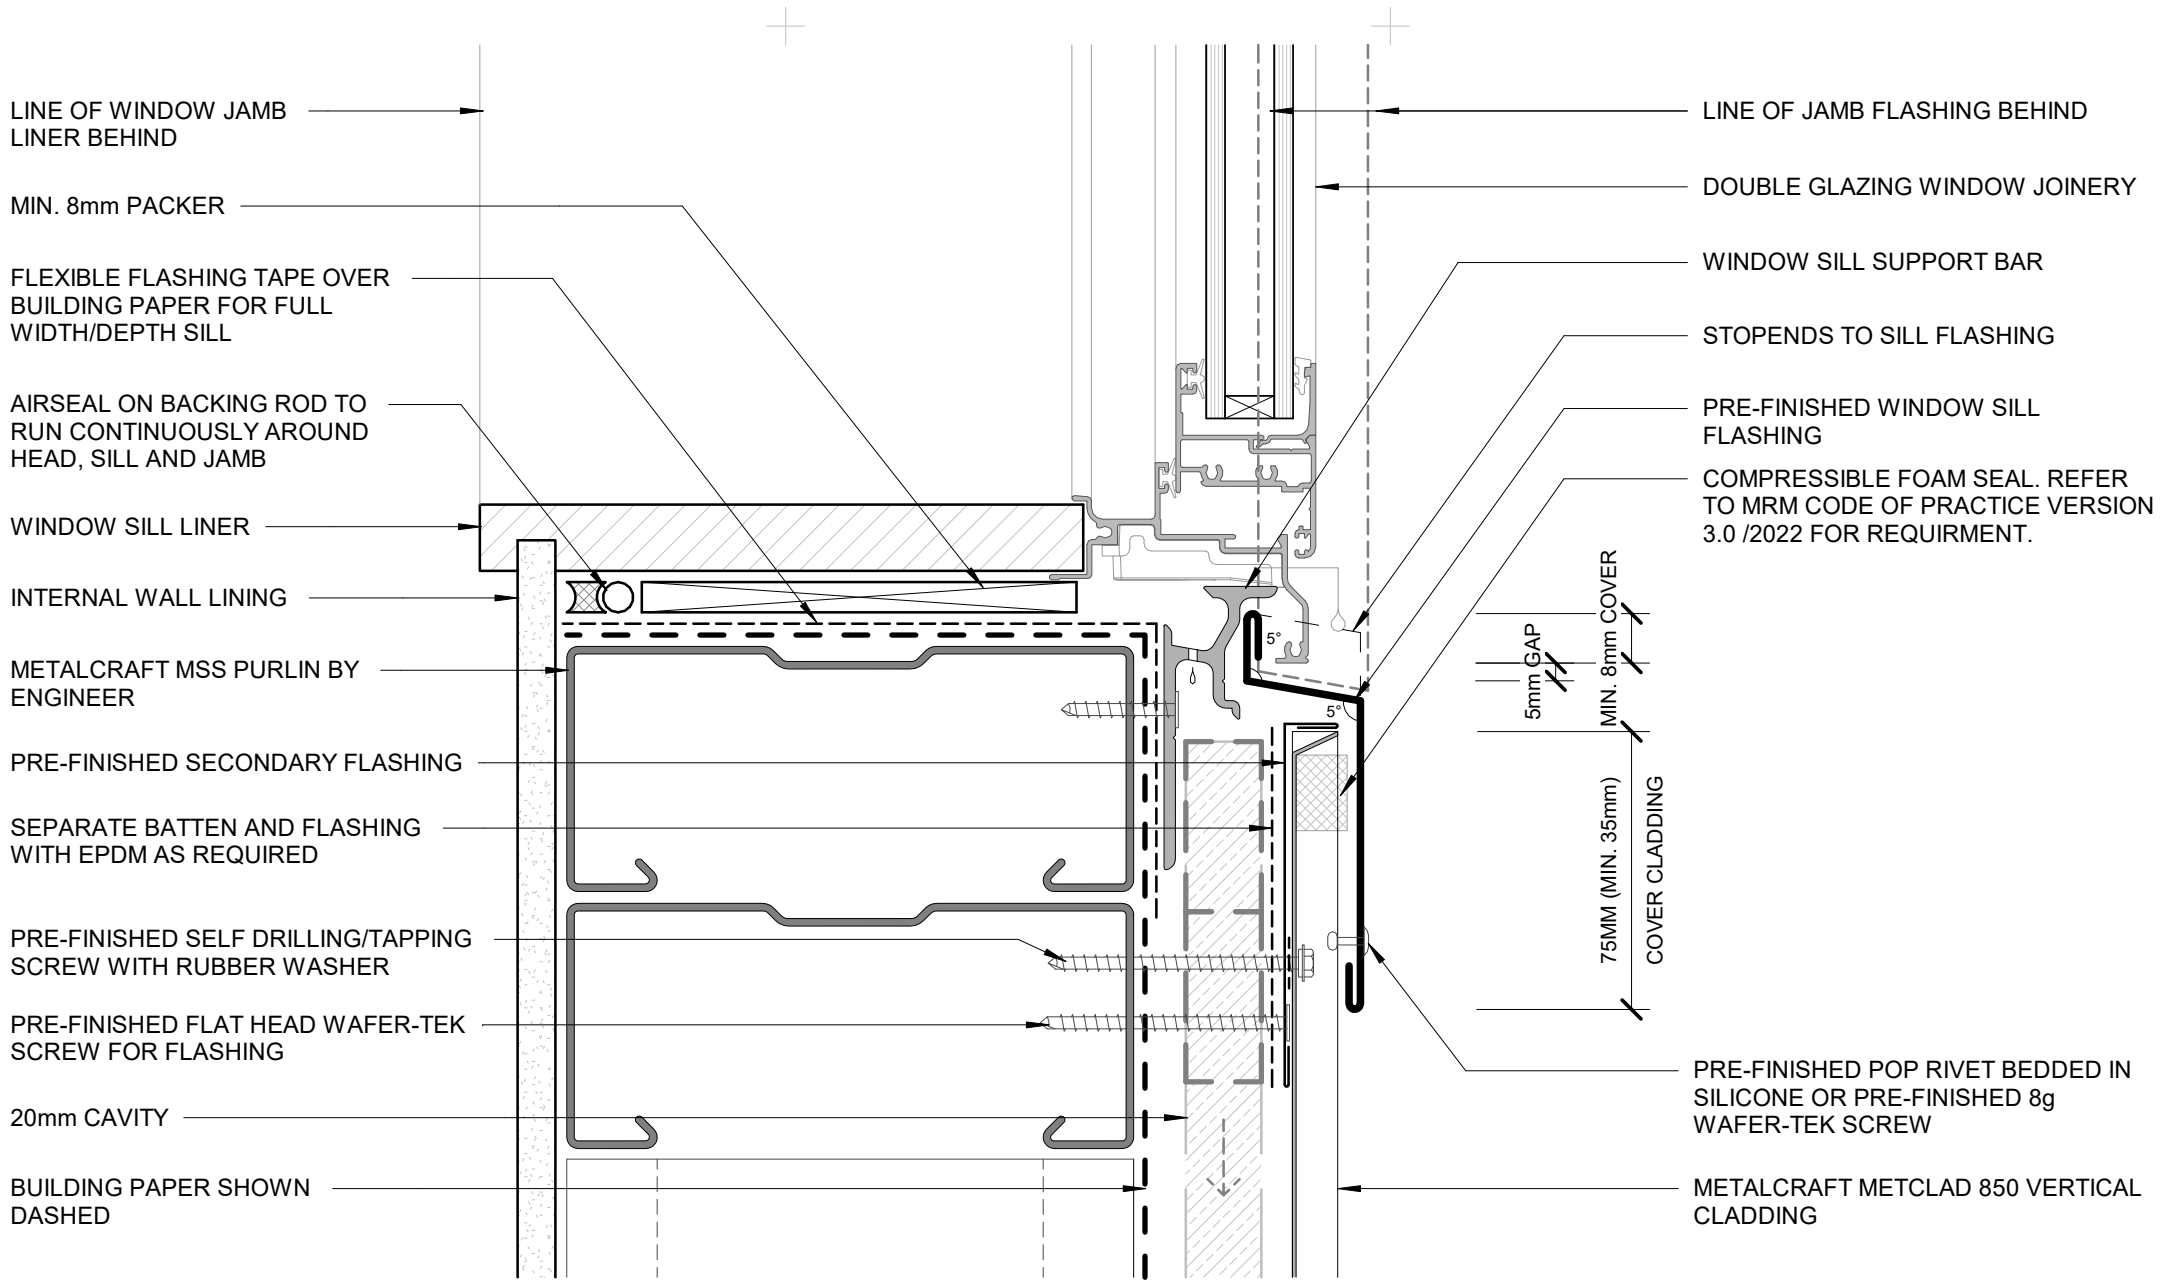 LINE OF WINDOW JAMB
LINER BEHIND
MIN. 8mm PACKER
FLEXIBLE FLASHING TAPE OVER
BUILDING PAPER FOR FULL
WIDTH/DEPTH SILL
AIRSEAL ON BACKING ROD TO
RUN CONTINUOUSLY AROUND
HEAD, SILL AND JAMB
WINDOW SILL LINER
INTERNAL WALL LINING
METALCRAFT MSS PURLIN BY
ENGINEER
PRE-FINISHED SECONDARY FLASHING
SEPARATE BATTEN AND FLASHING
WITH EPDM AS REQUIRED
PRE-FINISHED SELF DRILLING/TAPPING
SCREW WITH RUBBER WASHER
PRE-FINISHED FLAT HEAD WAFER-TEK
SCREW FOR FLASHING
20mm CAVITY
BUILDING PAPER SHOWN
DASHED
5°
5°
LINE OF JAMB FLASHING BEHIND
DOUBLE GLAZING WINDOW JOINERY
WINDOW SILL SUPPORT BAR
STOPENDS TO SILL FLASHING
PRE-FINISHED WINDOW SILL
FLASHING
COMPRESSIBLE FOAM SEAL. REFER
TO MRM CODE OF PRACTICE VERSION
3.0 /2022 FOR REQUIRMENT.
5mm GAP
MIN. 8mm COVER
75MM (MIN. 35mm)
COVER CLADDING
PRE-FINISHED POP RIVET BEDDED IN
SILICONE OR PRE-FINISHED 8g
WAFER-TEK SCREW
METALCRAFT METCLAD 850 VERTICAL
CLADDING